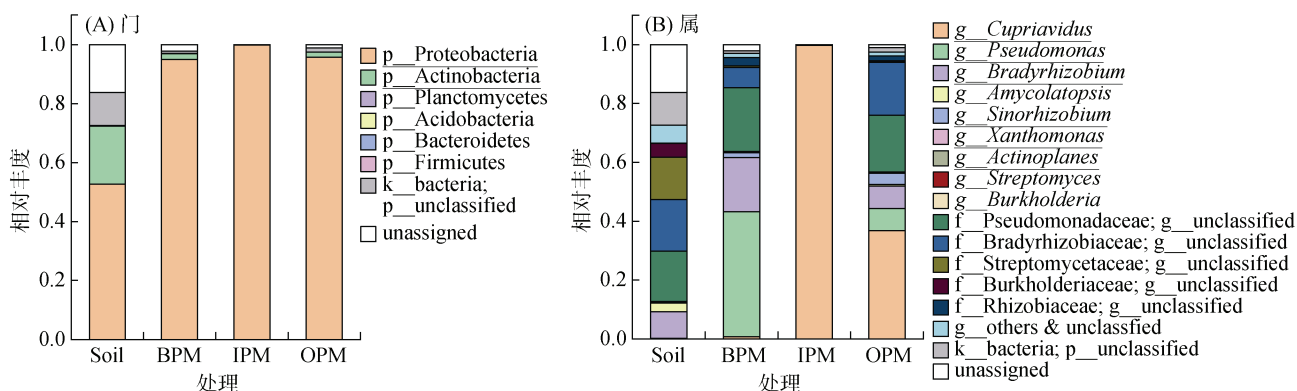 (A) 门
1.0
0.8
0.6
0.4
0.2
0.0
相对丰度
Soil BPM IPM OPM
处理
p__Proteobacteria
p__Actinobacteria
p__Planctomycetes
p__Acidobacteria
p__Bacteroidetes
p__Firmicutes
k__bacteria;
p__unclassified
unassigned
(B) 属
1.0
0.8
0.6
0.4
0.2
0.0
相对丰度
Soil BPM IPM OPM
处理
g__Cupriavidus
g__Pseudomonas
g__Bradyrhizobium
g__Amycolatopsis
g__Sinorhizobium
g__Xanthomonas
g__Actinoplanes
g__Streptomyces
g__Burkholderia
f__Pseudomonadaceae; g__unclassified
f__Bradyrhizobiaceae; g__unclassified
f__Streptomycetaceae; g__unclassified
f__Burkholderiaceae; g__unclassified
f__Rhizobiaceae; g__unclassified
g__others & unclassfied
k__bacteria; p__unclassified
unassigned